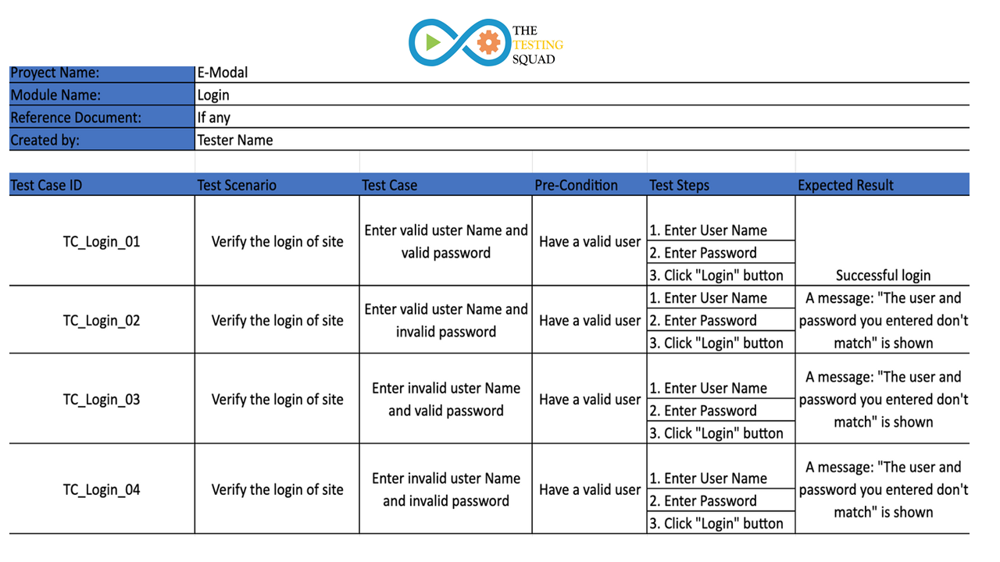 THE
TESTING
SQUAD
Proyect Name: E-Modal
Module Name: Login
Reference Document: If any
Created by: Tester Name
Test Case ID Test Scenario Test Case Pre-Condition Test Steps Expected Result
TC_Login_01
Verify the login of site
Enter valid uster Name and
valid password
Have a valid user
1. Enter User Name
2. Enter Password
3. Click "Login" button
Successful login
TC_Login_02
Verify the login of site
Enter valid uster Name and
invalid password
Have a valid user
1. Enter User Name
2. Enter Password
3. Click "Login" button
A message: "The user and
password you entered don't
match" is shown
TC_Login_03
Verify the login of site
Enter invalid uster Name
and valid password
Have a valid user
1. Enter User Name
2. Enter Password
3. Click "Login" button
A message: "The user and
password you entered don't
match" is shown
TC_Login_04
Verify the login of site
Enter invalid uster Name
and invalid password
Have a valid user
1. Enter User Name
2. Enter Password
3. Click "Login" button
A message: "The user and
password you entered don't
match" is shown